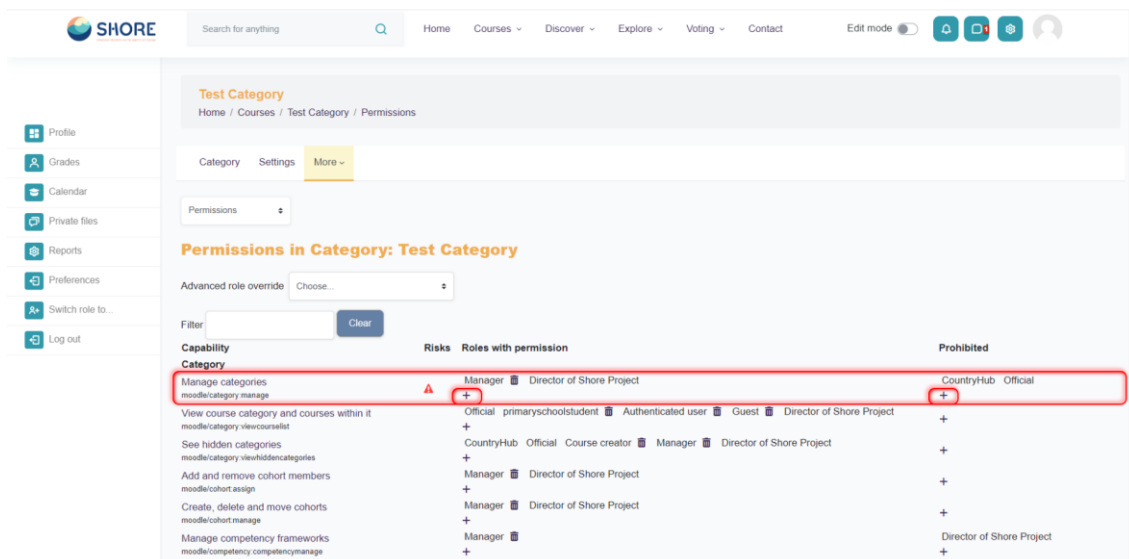 SHORE
Search for anything
Home Courses Discover Explore Voting Contact
Edit mode
1
Test Category
Home / Courses / Test Category / Permissions
Profile
Grades
Calendar
Private files
Reports
Preferences
Switch role to...
Log out
Category Settings More
Permissions
Permissions in Category: Test Category
Advanced role override Choose...
Filter Clear
Capability Risks Roles with permission Prohibited
Category
Manage categories Manager Director of Shore Project CountryHub Official
moodle/category:manage + +
View course category and courses within it Official primaryschoolstudent Authenticated user Guest Director of Shore Project
moodle/category:viewcourselist + +
See hidden categories CountryHub Official Course creator Manager Director of Shore Project
moodle/category:viewhiddencategories + +
Add and remove cohort members Manager Director of Shore Project
moodle/cohort:assign + +
Create, delete and move cohorts Manager Director of Shore Project
moodle/cohort:manage + +
Manage competency frameworks Manager Director of Shore Project
moodle/competency:competencymanage + +